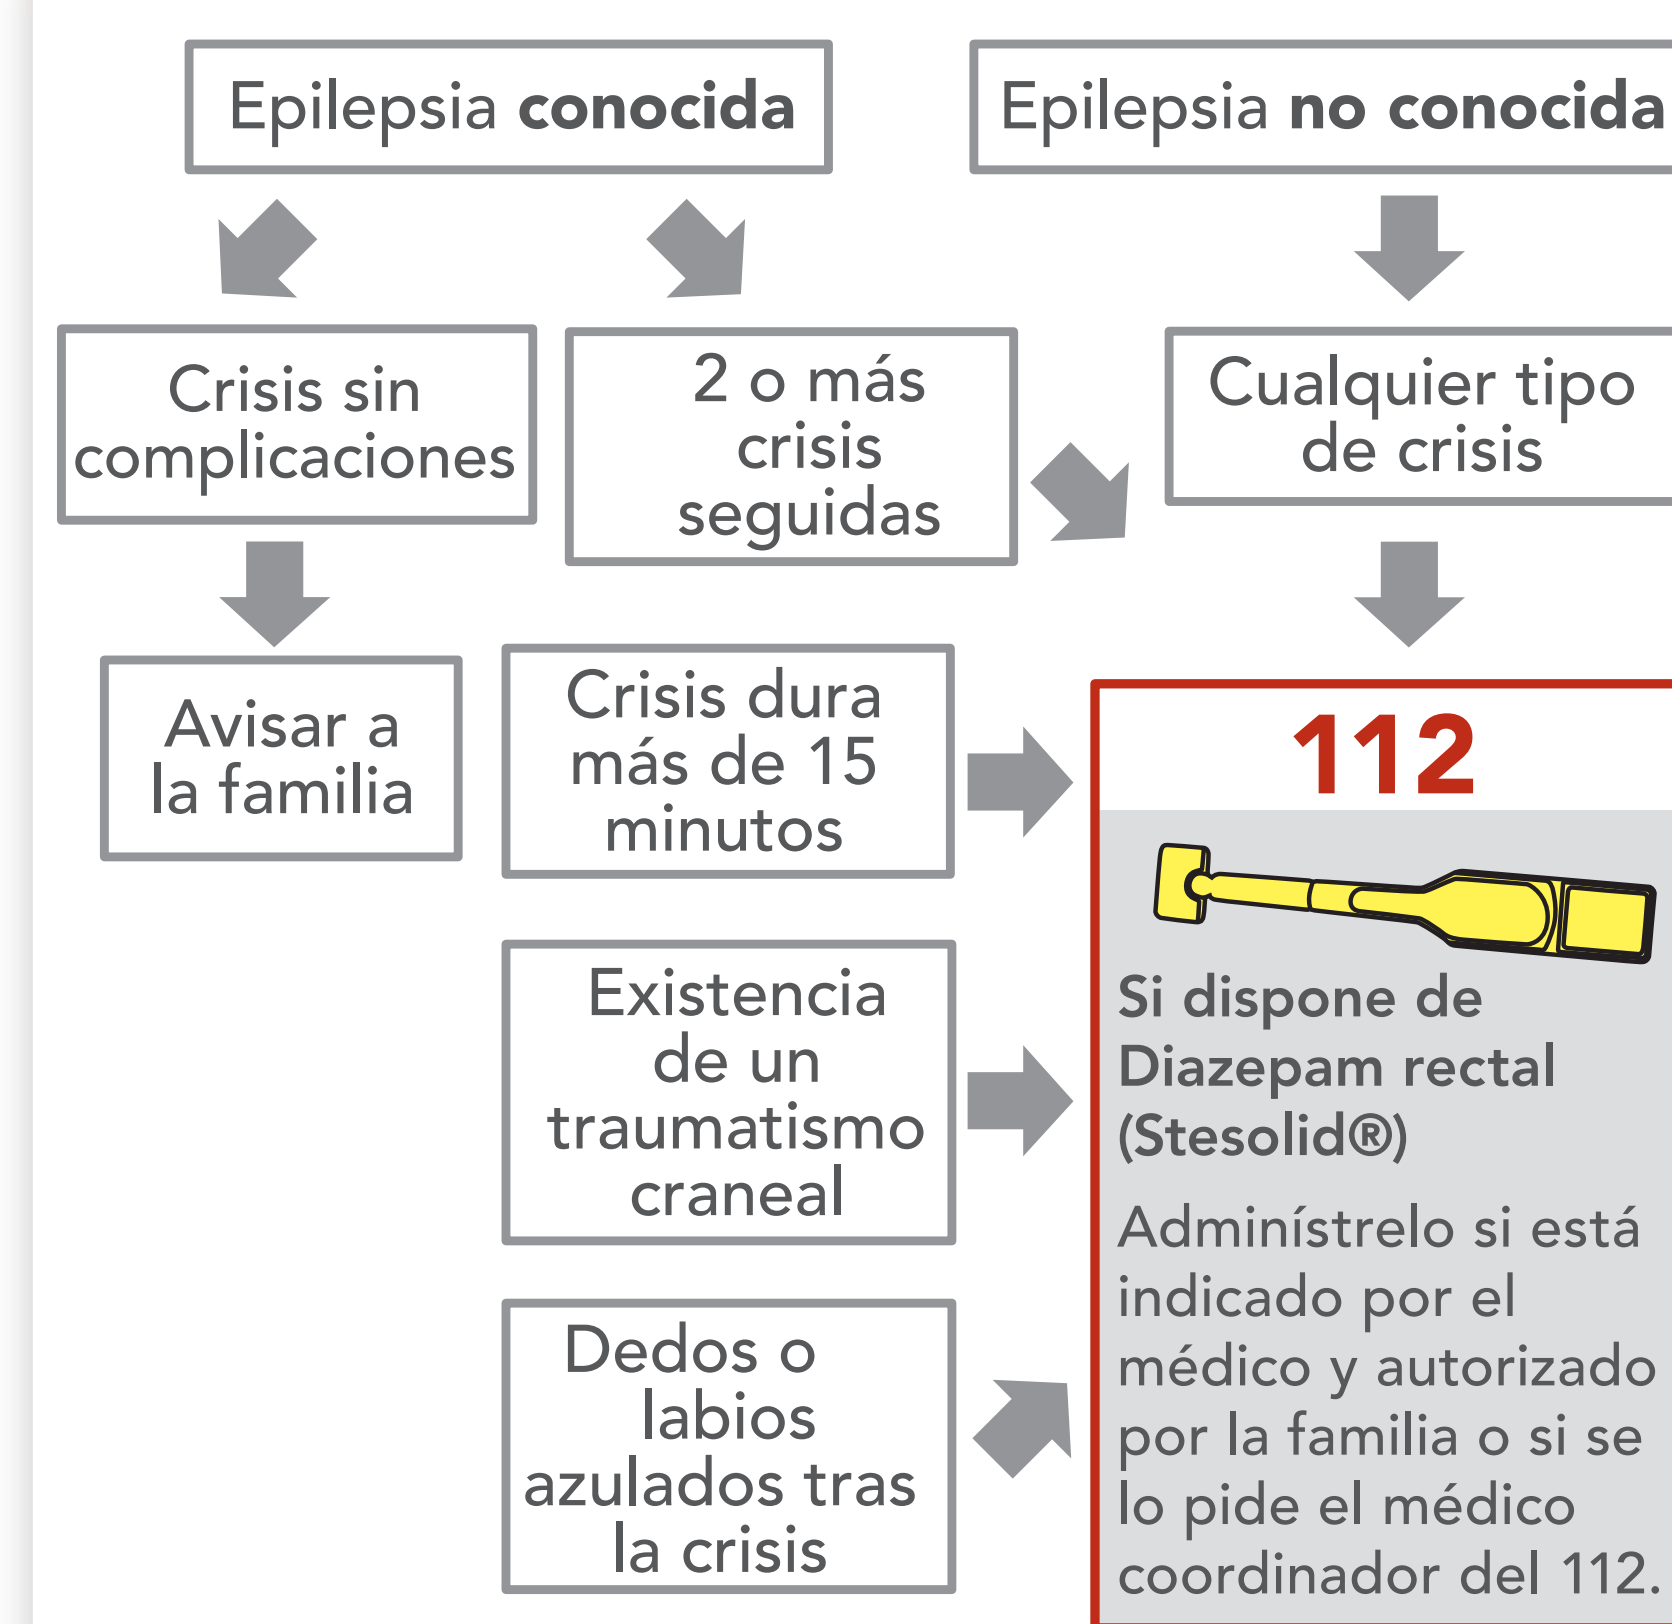 Epilepsia conocida
Epilepsia no conocida
Crisis sin
complicaciones
2 o más
crisis
seguidas
Cualquier tipo
de crisis
Avisar a
la familia
Crisis dura
más de 15
minutos
Existencia
de un
traumatismo
craneal
Dedos o
labios
azulados tras
la crisis
112
Si dispone de
Diazepam rectal
(Stesolid®)
Adminístrelo si está
indicado por el
médico y autorizado
por la familia o si se
lo pide el médico
coordinador del 112.